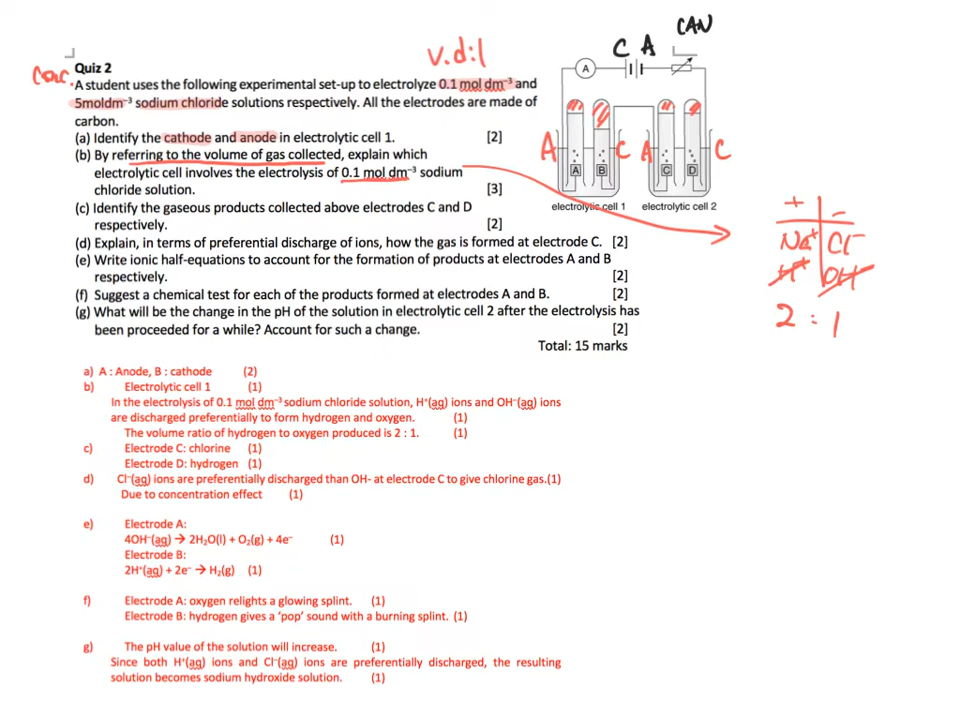 CAN
v.d:l
C A
A
conc
Quiz 2
A student uses the following experimental set-up to electrolyze 0.1 mol dm⁻³ and
5moldm⁻³ sodium chloride solutions respectively. All the electrodes are made of
carbon.
(a) Identify the cathode and anode in electrolytic cell 1. [2]
(b) By referring to the volume of gas collected, explain which
electrolytic cell involves the electrolysis of 0.1 mol dm⁻³ sodium
chloride solution. [3]
(c) Identify the gaseous products collected above electrodes C and D
respectively. [2]
(d) Explain, in terms of preferential discharge of ions, how the gas is formed at electrode C. [2]
(e) Write ionic half-equations to account for the formation of products at electrodes A and B
respectively. [2]
(f) Suggest a chemical test for each of the products formed at electrodes A and B. [2]
(g) What will be the change in the pH of the solution in electrolytic cell 2 after the electrolysis has
been proceeded for a while? Account for such a change. [2]
Total: 15 marks
A C A C
A B C D
electrolytic cell 1 electrolytic cell 2
+ -
Na⁺ Cl⁻
H⁺ OH⁻
2 : 1
a) A : Anode, B : cathode (2)
b) Electrolytic cell 1 (1)
In the electrolysis of 0.1 mol dm⁻³ sodium chloride solution, H⁺(aq) ions and OH⁻(aq) ions
are discharged preferentially to form hydrogen and oxygen. (1)
The volume ratio of hydrogen to oxygen produced is 2 : 1. (1)
c) Electrode C: chlorine (1)
Electrode D: hydrogen (1)
d) Cl⁻(aq) ions are preferentially discharged than OH- at electrode C to give chlorine gas.(1)
Due to concentration effect (1)
e) Electrode A:
4OH⁻(aq) → 2H₂O(l) + O₂(g) + 4e⁻ (1)
Electrode B:
2H⁺(aq) + 2e⁻ → H₂(g) (1)
f) Electrode A: oxygen relights a glowing splint. (1)
Electrode B: hydrogen gives a ‘pop’ sound with a burning splint. (1)
g) The pH value of the solution will increase. (1)
Since both H⁺(aq) ions and Cl⁻(aq) ions are preferentially discharged, the resulting
solution becomes sodium hydroxide solution. (1)